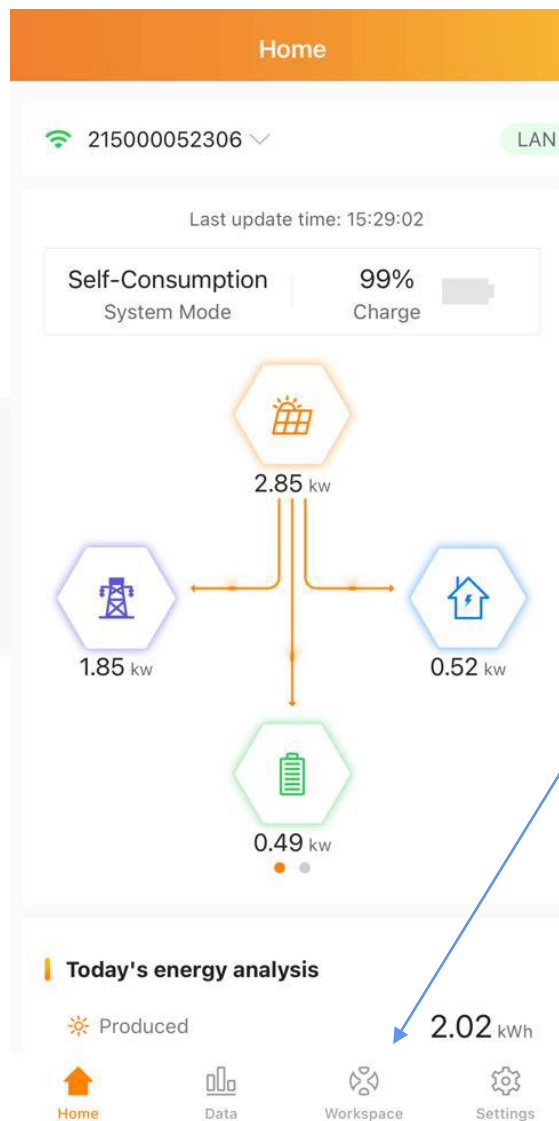 Home
215000052306
LAN
Last update time: 15:29:02
Self-Consumption 99%
System Mode Charge
2.85 kw
1.85 kw 0.52 kw
0.49 kw
Today's energy analysis
Produced 2.02 kWh
Home Data Workspace Settings